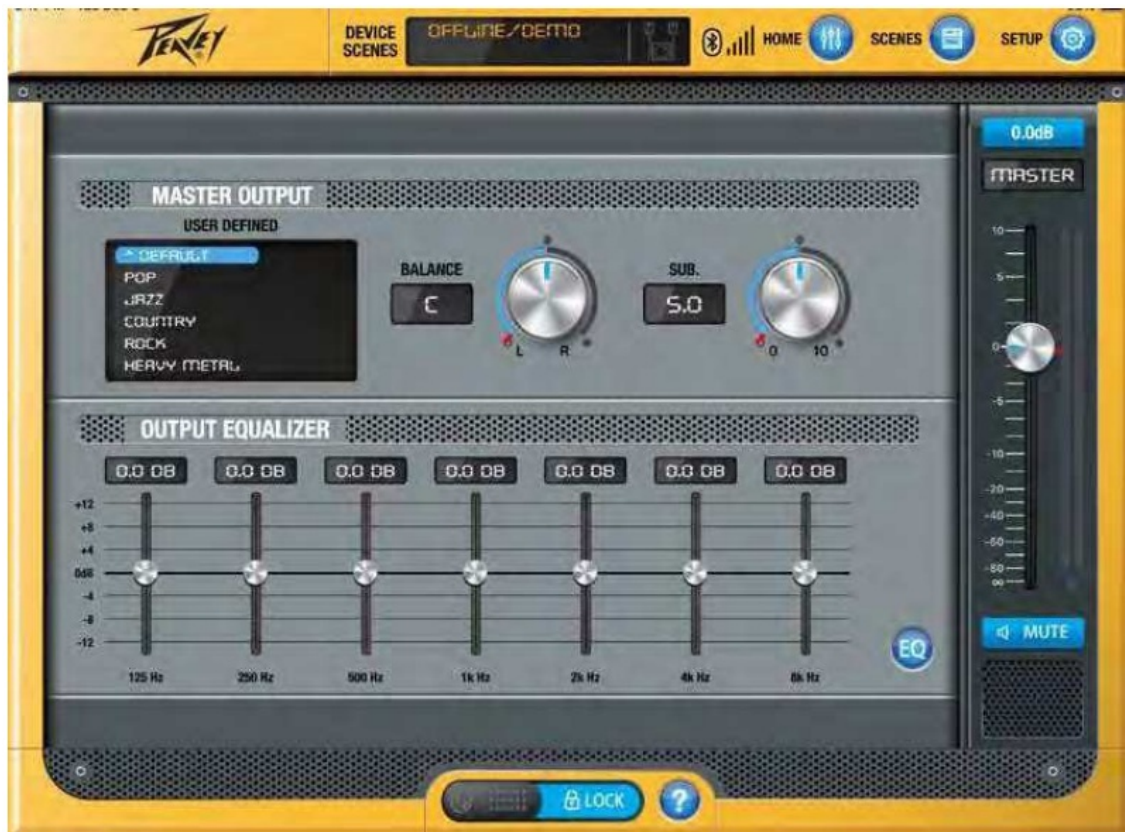 PEAVEY
DEVICE SCENES
OFFLINE/DEMO
HOME
SCENES
SETUP
0.0dB
MASTER
MASTER OUTPUT
USER DEFINED
^ DEFAULT
POP
JAZZ
COUNTRY
ROCK
HEAVY METAL
BALANCE
C
L R
SUB.
5.0
0 10
10
5
0
-5
-10
-20
-40
-60
-80
∞
OUTPUT EQUALIZER
0.0 DB 0.0 DB 0.0 DB 0.0 DB 0.0 DB 0.0 DB 0.0 DB
+12
+8
+4
0dB
-4
-8
-12
125 Hz 250 Hz 500 Hz 1k Hz 2k Hz 4k Hz 8k Hz
EQ
MUTE
LOCK
?